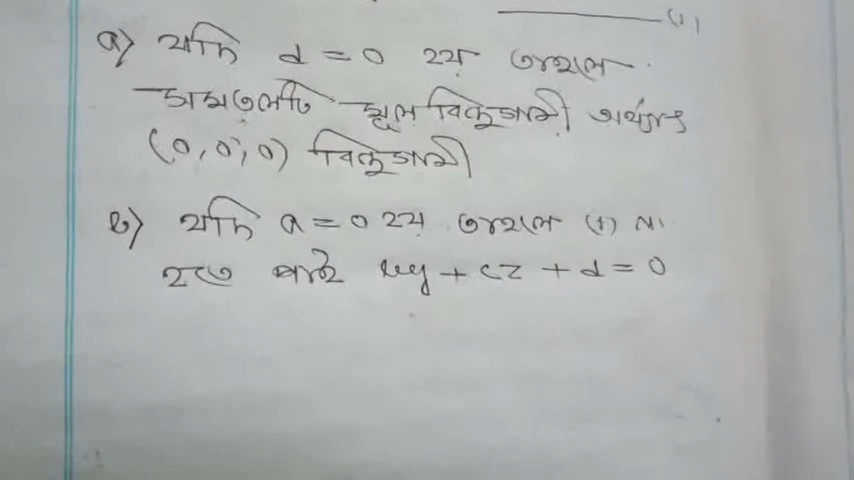 (1)
a) যদি d = 0 হয় তাহলে
সমতলটি মূল বিন্দুগামী অর্থাৎ
(0, 0, 0) বিন্দুগামী
b) যদি a = 0 হয় তাহলে (1) নং
হতে পাই by + cz + d = 0